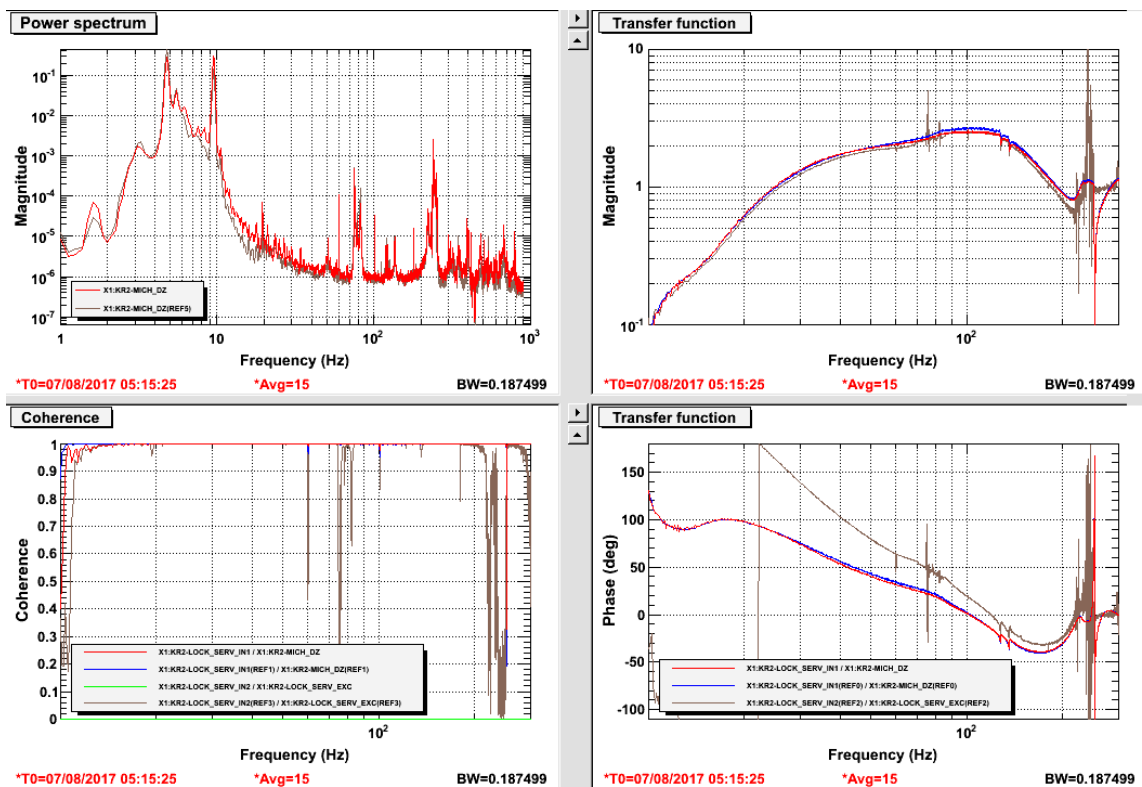 Power spectrum
Magnitude
10⁻¹
10⁻²
10⁻³
10⁻⁴
10⁻⁵
10⁻⁶
10⁻⁷
X1:KR2-MICH_DZ
X1:KR2-MICH_DZ(REF5)
1 10 10² 10³
Frequency (Hz)
*T0=07/08/2017 05:15:25 *Avg=15 BW=0.187499
Transfer function
Magnitude
10
1
10⁻¹
10²
Frequency (Hz)
*T0=07/08/2017 05:15:25 *Avg=15 BW=0.187499
Coherence
Coherence
1
0.9
0.8
0.7
0.6
0.5
0.4
0.3
0.2
0.1
0
X1:KR2-LOCK_SERV_IN1 / X1:KR2-MICH_DZ
X1:KR2-LOCK_SERV_IN1(REF1) / X1:KR2-MICH_DZ(REF1)
X1:KR2-LOCK_SERV_IN2 / X1:KR2-LOCK_SERV_EXC
X1:KR2-LOCK_SERV_IN2(REF3) / X1:KR2-LOCK_SERV_EXC(REF3)
10²
Frequency (Hz)
*T0=07/08/2017 05:15:25 *Avg=15 BW=0.187499
Transfer function
Phase (deg)
150
100
50
0
-50
-100
X1:KR2-LOCK_SERV_IN1 / X1:KR2-MICH_DZ
X1:KR2-LOCK_SERV_IN1(REF0) / X1:KR2-MICH_DZ(REF0)
X1:KR2-LOCK_SERV_IN2(REF2) / X1:KR2-LOCK_SERV_EXC(REF2)
10²
Frequency (Hz)
*T0=07/08/2017 05:15:25 *Avg=15 BW=0.187499